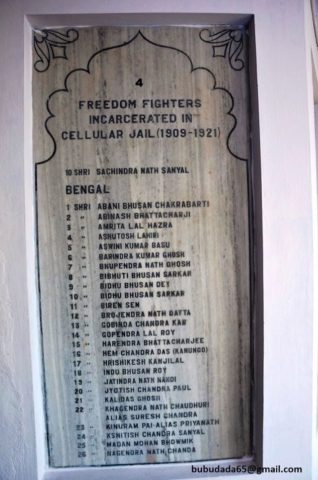 4
FREEDOM FIGHTERS
INCARCERATED IN
CELLULAR JAIL (1909-1921)
10 SHRI SACHINDRA NATH SANYAL
BENGAL
1 SHRI ABANI BHUSAN CHAKRABARTI
2 " ABINASH BHATTACHARJI
3 " AMRITA LAL HAZRA
4 " ASHUTOSH LAHIRI
5 " ASWINI KUMAR BASU
6 " BARINDRA KUMAR GHOSH
7 " BHUPENDRA NATH GHOSH
8 " BIBHUTI BHUSAN SARKAR
9 " BIDHU BHUSAN DEY
10 " BIDHU BHUSAN SARKAR
11 " BIREN SEN
12 " BROJENDRA NATH DATTA
13 " GOBINDA CHANDRA KAR
14 " GOPENDRA LAL ROY
15 " HARENDRA BHATTACHARJEE
16 " HEM CHANDRA DAS (KANUNGO)
17 " HRISHIKESH KANJILAL
18 " INDU BHUSAN ROY
19 " JATINDRA NATH NANDI
20 " JYOTISH CHANDRA PAUL
21 " KALIDAS GHOSH
22 " KHAGENDRA NATH CHAUDHURI
ALIAS SURESH CHANDRA
23 " KINURAM PAI ALIAS PRIYANATH
24 " KSHITISH CHANDRA SANYAL
25 " MADAN MOHAN BHOWMIK
26 " NAGENDRA NATH CHANDA
bubudada65@gmail.com